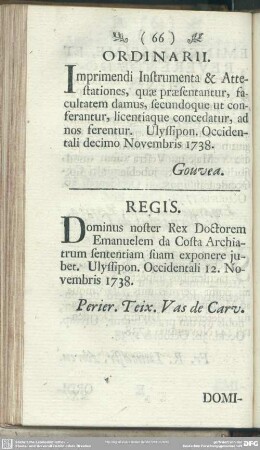 ( 66 )
ORDINARII.
Imprimendi Instrumenta & Atte-
stationes, quæ præsentantur, fa-
cultatem damus, secundoque ut con-
ferantur, licentiaque concedatur, ad
nos ferentur. Ulyssipon. Occiden-
tali decimo Novembris 1738.
Gouvea.
REGIS.
Dominus noster Rex Doctorem
Emanuelem da Costa Archia-
trum sententiam suam exponere ju-
bet. Ulyssipon. Occidentali 12. No-
vembris 1738.
Perier. Teix. Vas de Carv.
DOMI-